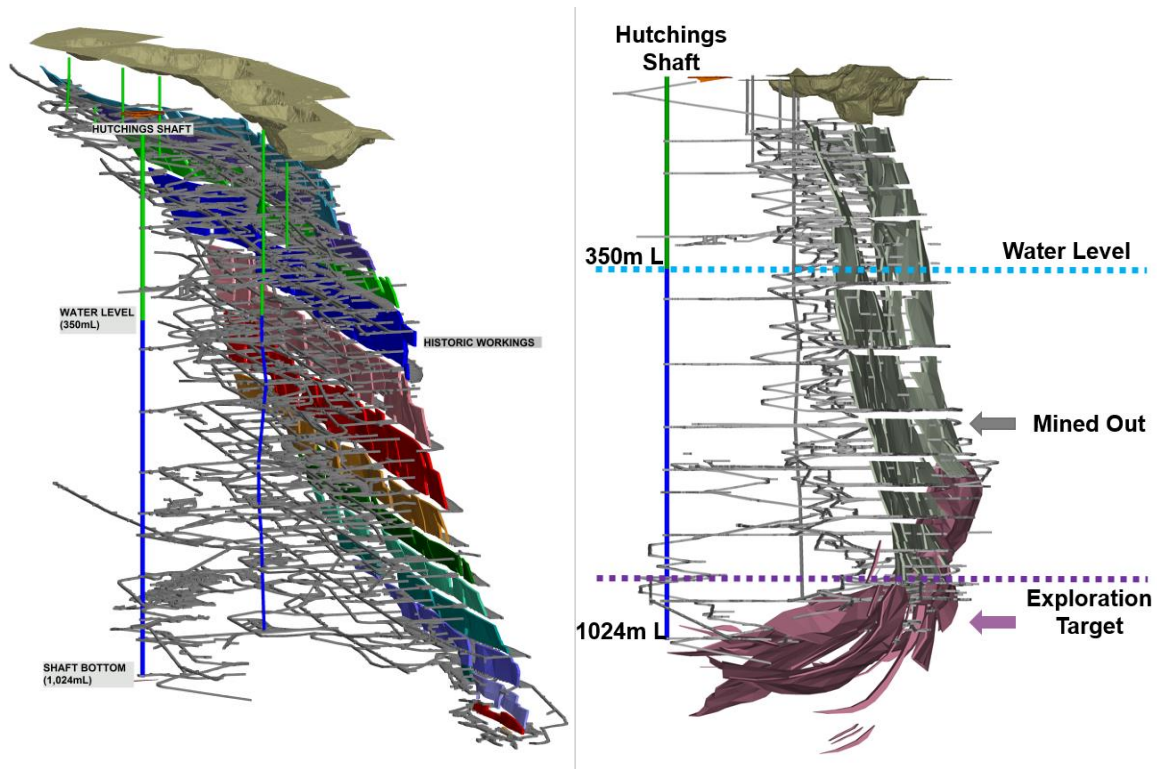 HUTCHINGS SHAFT
WATER LEVEL
(350mL)
HISTORIC WORKINGS
SHAFT BOTTOM
(1,024mL)
Hutchings
Shaft
350m L
Water Level
Mined Out
Exploration
Target
1024m L